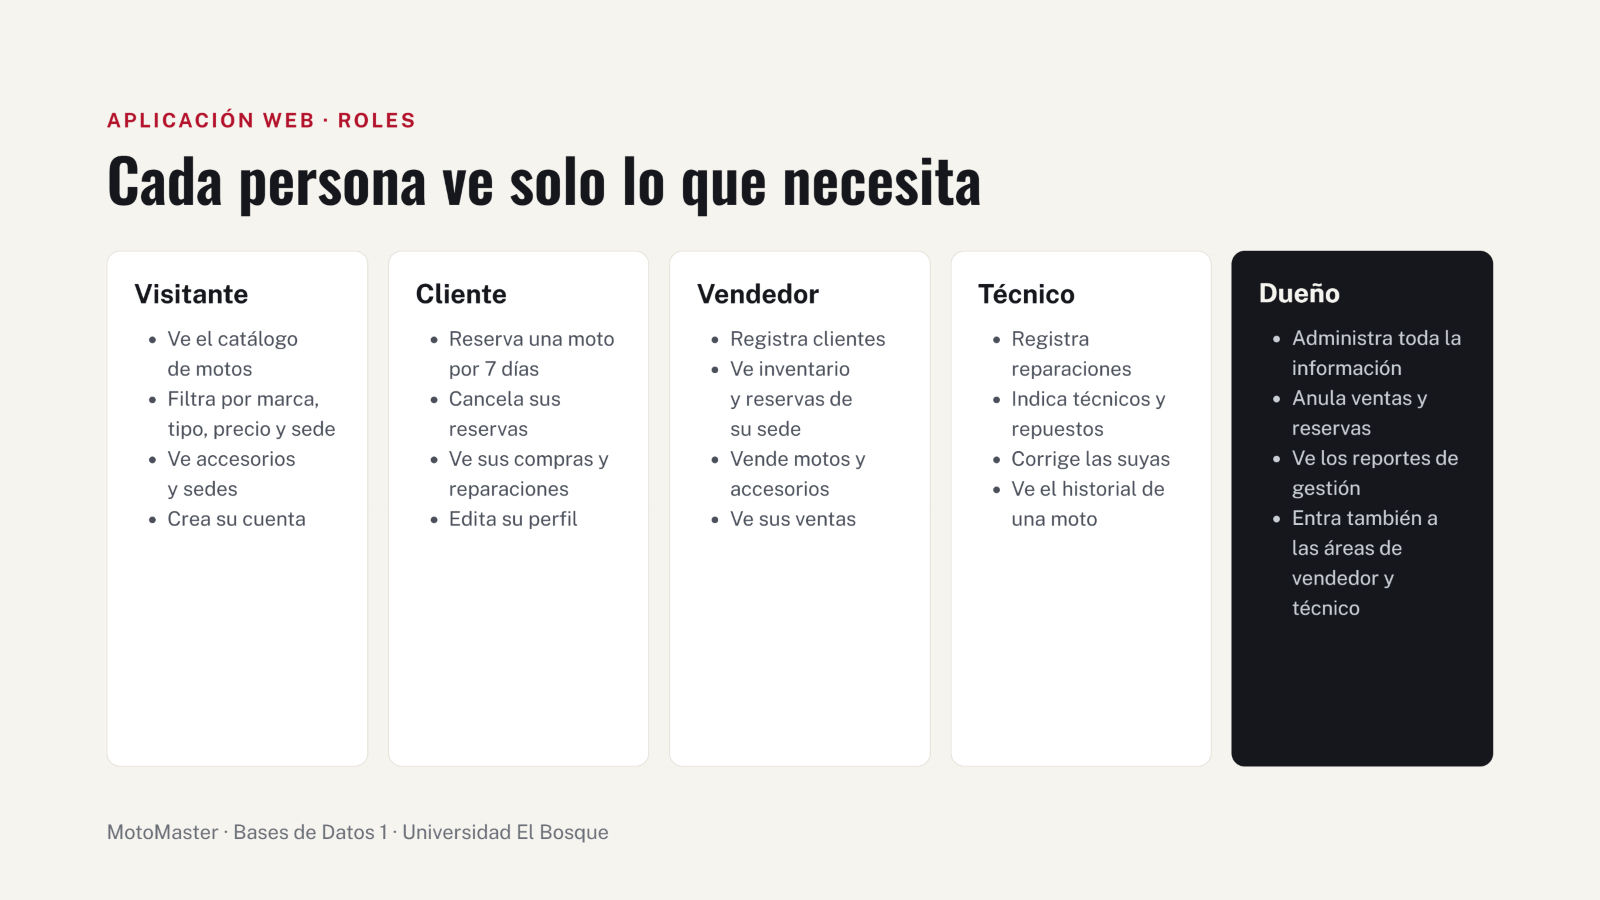 APLICACIÓN WEB · ROLES
Cada persona ve solo lo que necesita
Visitante
• Ve el catálogo
de motos
• Filtra por marca,
tipo, precio y sede
• Ve accesorios
y sedes
• Crea su cuenta
Cliente
• Reserva una moto
por 7 días
• Cancela sus
reservas
• Ve sus compras y
reparaciones
• Edita su perfil
Vendedor
• Registra clientes
• Ve inventario
y reservas de
su sede
• Vende motos y
accesorios
• Ve sus ventas
Técnico
• Registra
reparaciones
• Indica técnicos y
repuestos
• Corrige las suyas
• Ve el historial de
una moto
Dueño
• Administra toda la
información
• Anula ventas y
reservas
• Ve los reportes de
gestión
• Entra también a
las áreas de
vendedor y
técnico
MotoMaster · Bases de Datos 1 · Universidad El Bosque